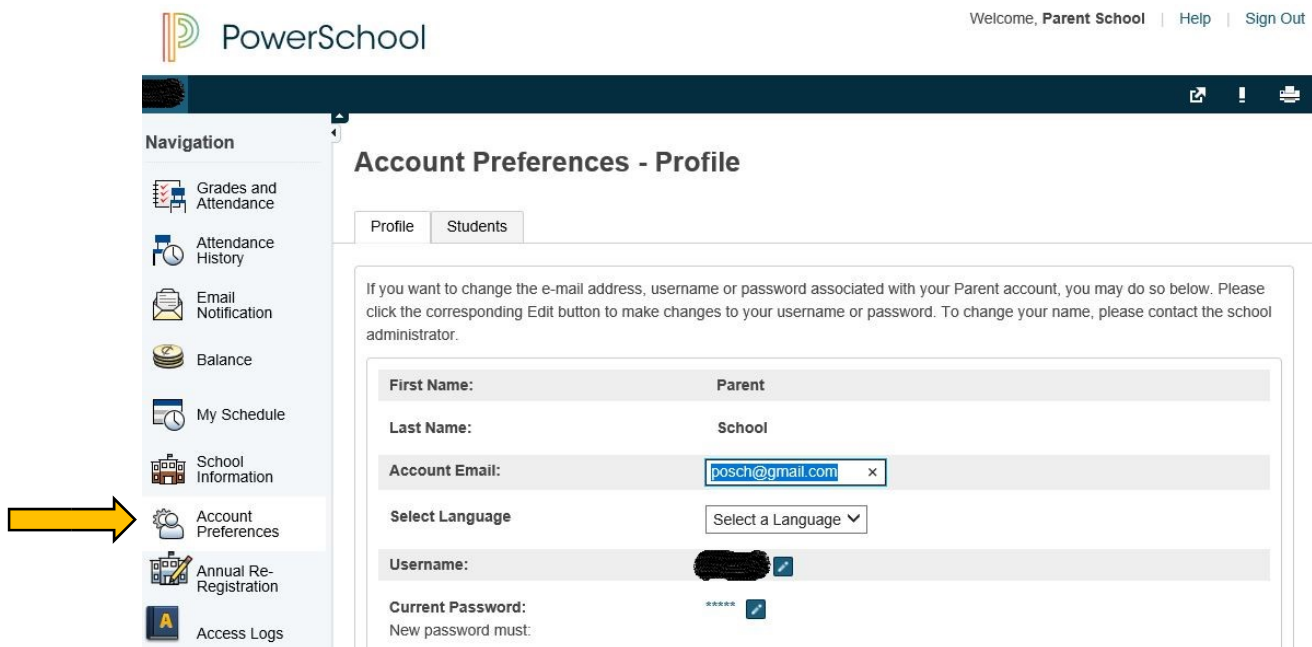 PowerSchool
Welcome, Parent School | Help | Sign Out
Navigation
Grades and
Attendance
Attendance
History
Email
Notification
Balance
My Schedule
School
Information
Account
Preferences
Annual Re-
Registration
A
Access Logs
Account Preferences - Profile
Profile
Students
If you want to change the e-mail address, username or password associated with your Parent account, you may do so below. Please
click the corresponding Edit button to make changes to your username or password. To change your name, please contact the school
administrator.
First Name: Parent
Last Name: School
Account Email: posch@gmail.com ×
Select Language Select a Language
Username:
Current Password: *****
New password must: